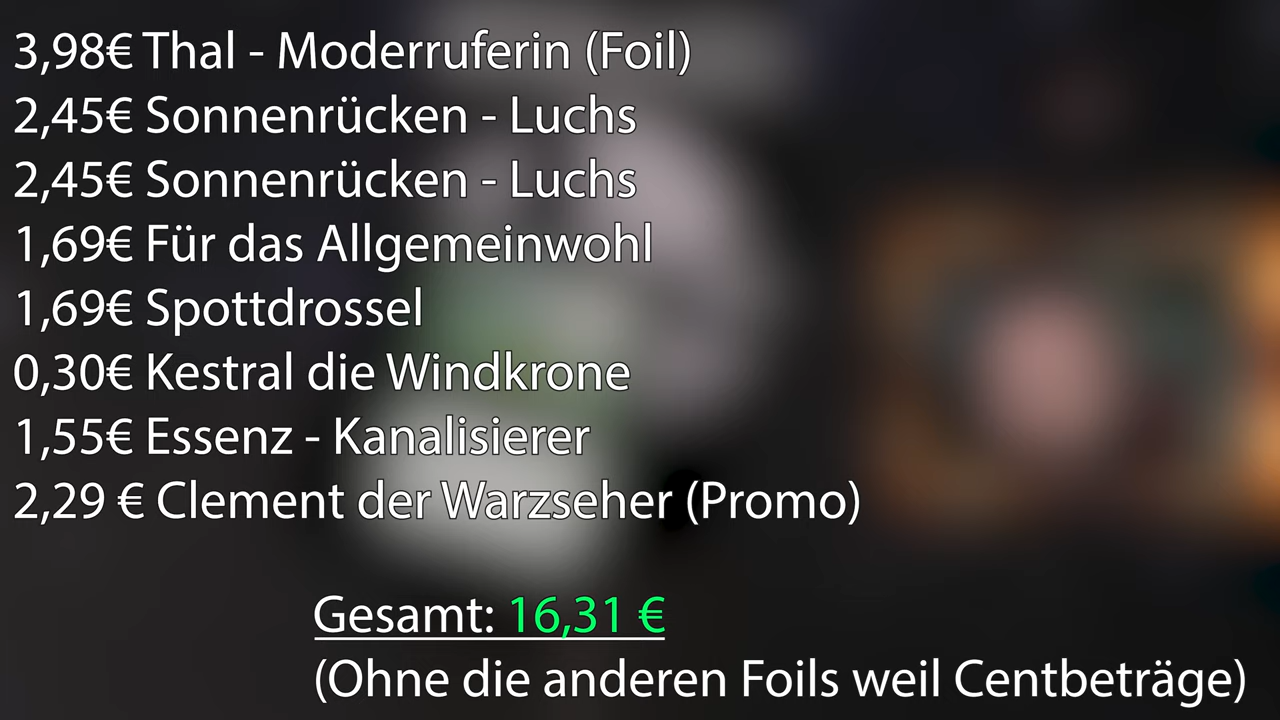 3,98€ Thal - Moderruferin (Foil)
2,45€ Sonnenrücken - Luchs
2,45€ Sonnenrücken - Luchs
1,69€ Für das Allgemeinwohl
1,69€ Spottdrossel
0,30€ Kestral die Windkrone
1,55€ Essenz - Kanalisierer
2,29 € Clement der Warzseher (Promo)
Gesamt: 16,31 €
(Ohne die anderen Foils weil Centbeträge)